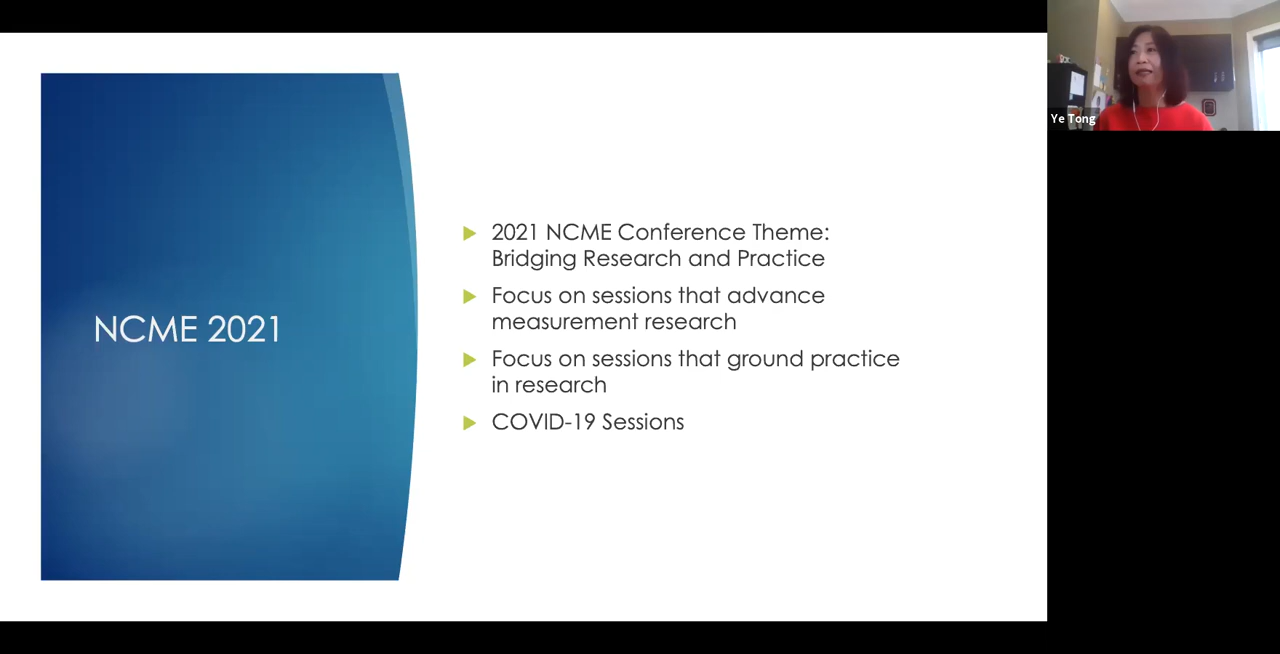 NCME 2021
2021 NCME Conference Theme:
Bridging Research and Practice
Focus on sessions that advance
measurement research
Focus on sessions that ground practice
in research
COVID-19 Sessions
Ye Tong